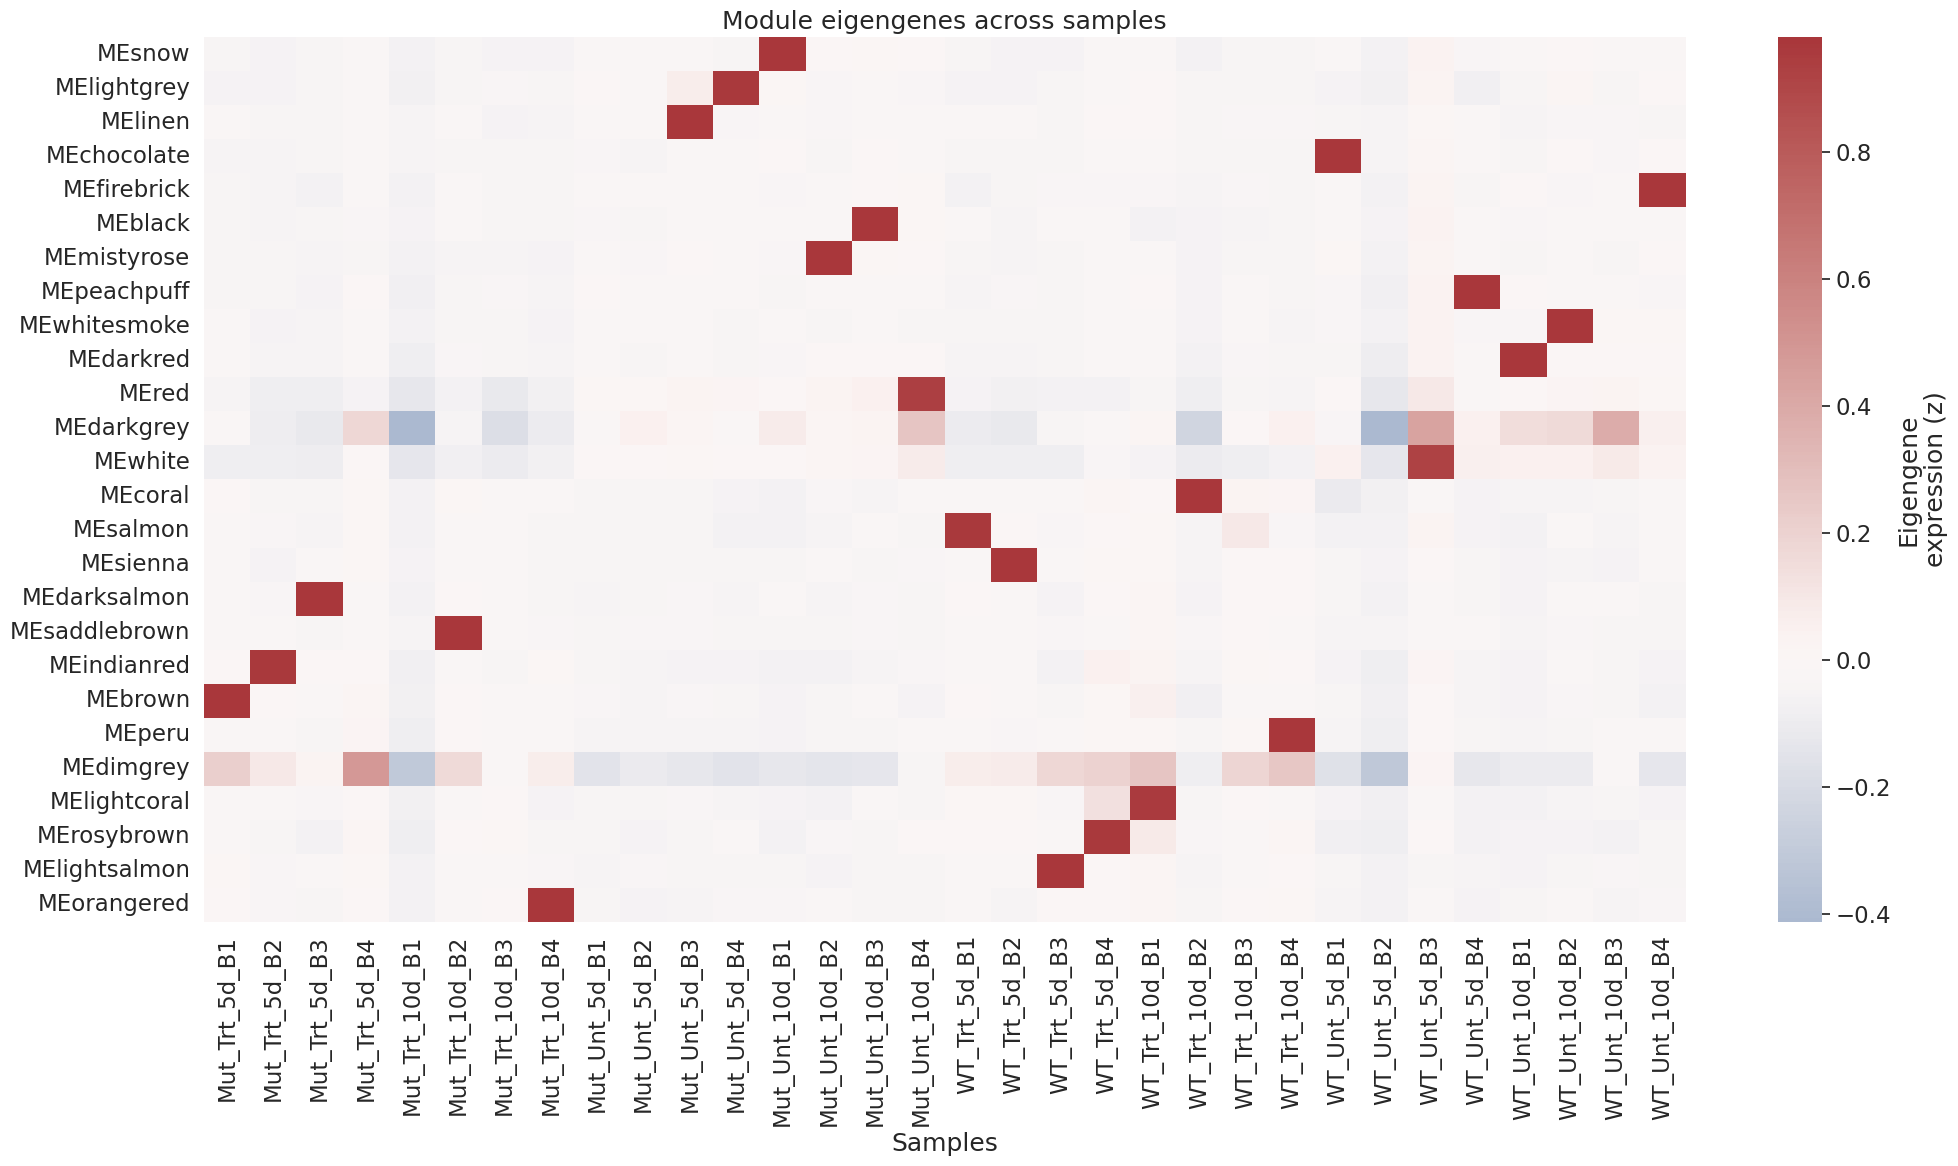 Module eigengenes across samples
MEsnow
MElightgrey
MElinen
MEchocolate
MEfirebrick
MEblack
MEmistyrose
MEpeachpuff
MEwhitesmoke
MEdarkred
MEred
MEdarkgrey
MEwhite
MEcoral
MEsalmon
MEsienna
MEdarksalmon
MEsaddlebrown
MEindianred
MEbrown
MEperu
MEdimgrey
MElightcoral
MErosybrown
MElightsalmon
MEorangered
Mut_Trt_5d_B1
Mut_Trt_5d_B2
Mut_Trt_5d_B3
Mut_Trt_5d_B4
Mut_Trt_10d_B1
Mut_Trt_10d_B2
Mut_Trt_10d_B3
Mut_Trt_10d_B4
Mut_Unt_5d_B1
Mut_Unt_5d_B2
Mut_Unt_5d_B3
Mut_Unt_5d_B4
Mut_Unt_10d_B1
Mut_Unt_10d_B2
Mut_Unt_10d_B3
Mut_Unt_10d_B4
WT_Trt_5d_B1
WT_Trt_5d_B2
WT_Trt_5d_B3
WT_Trt_5d_B4
WT_Trt_10d_B1
WT_Trt_10d_B2
WT_Trt_10d_B3
WT_Trt_10d_B4
WT_Unt_5d_B1
WT_Unt_5d_B2
WT_Unt_5d_B3
WT_Unt_5d_B4
WT_Unt_10d_B1
WT_Unt_10d_B2
WT_Unt_10d_B3
WT_Unt_10d_B4
Samples
0.8
0.6
0.4
0.2
0.0
−0.2
−0.4
Eigengene
expression (z)